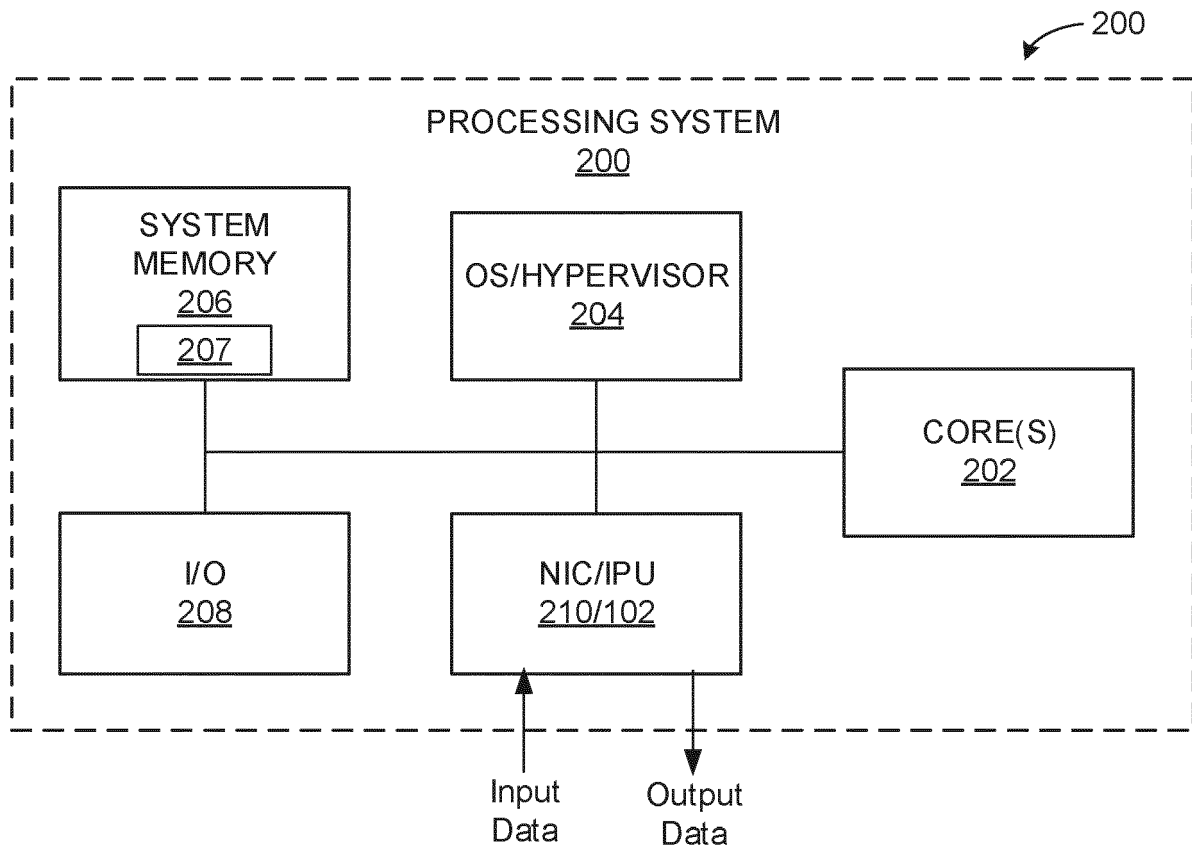 200
PROCESSING SYSTEM
200
SYSTEM
MEMORY
206
207
OS/HYPERVISOR
204
CORE(S)
202
I/O
208
NIC/IPU
210/102
Input
Data
Output
Data